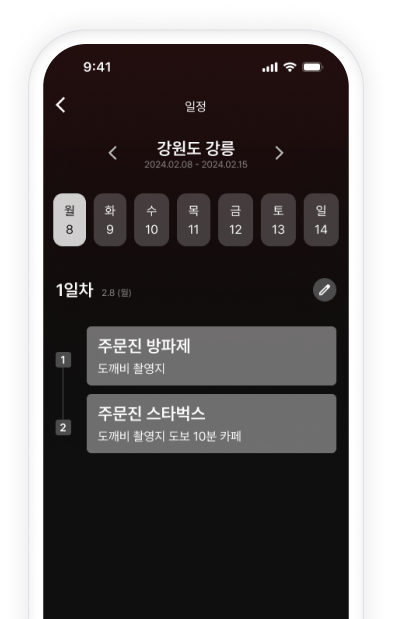 9:41
일정
강원도 강릉
2024.02.08 - 2024.02.15
월 화 수 목 금 토 일
8 9 10 11 12 13 14
1일차 2.8 (월)
1
주문진 방파제
도깨비 촬영지
2
주문진 스타벅스
도깨비 촬영지 도보 10분 카페